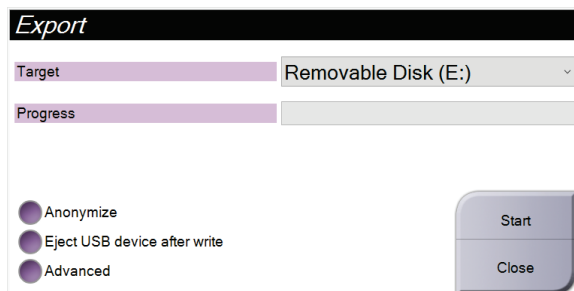 Export
Target
Removable Disk (E:)
Progress
Anonymize
Eject USB device after write
Advanced
Start
Close